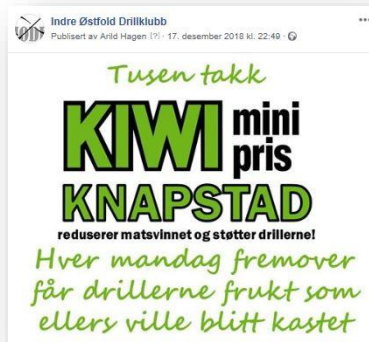 Indre Østfold Drillklubb
Publisert av Arild Hagen [?] · 17. desember 2018 kl. 22:49 ·
Tusen takk
KIWI mini
pris
KNAPSTAD
reduserer matsvinnet og støtter drillerne!
Hver mandag fremover
får drillerne frukt som
ellers ville blitt kastet